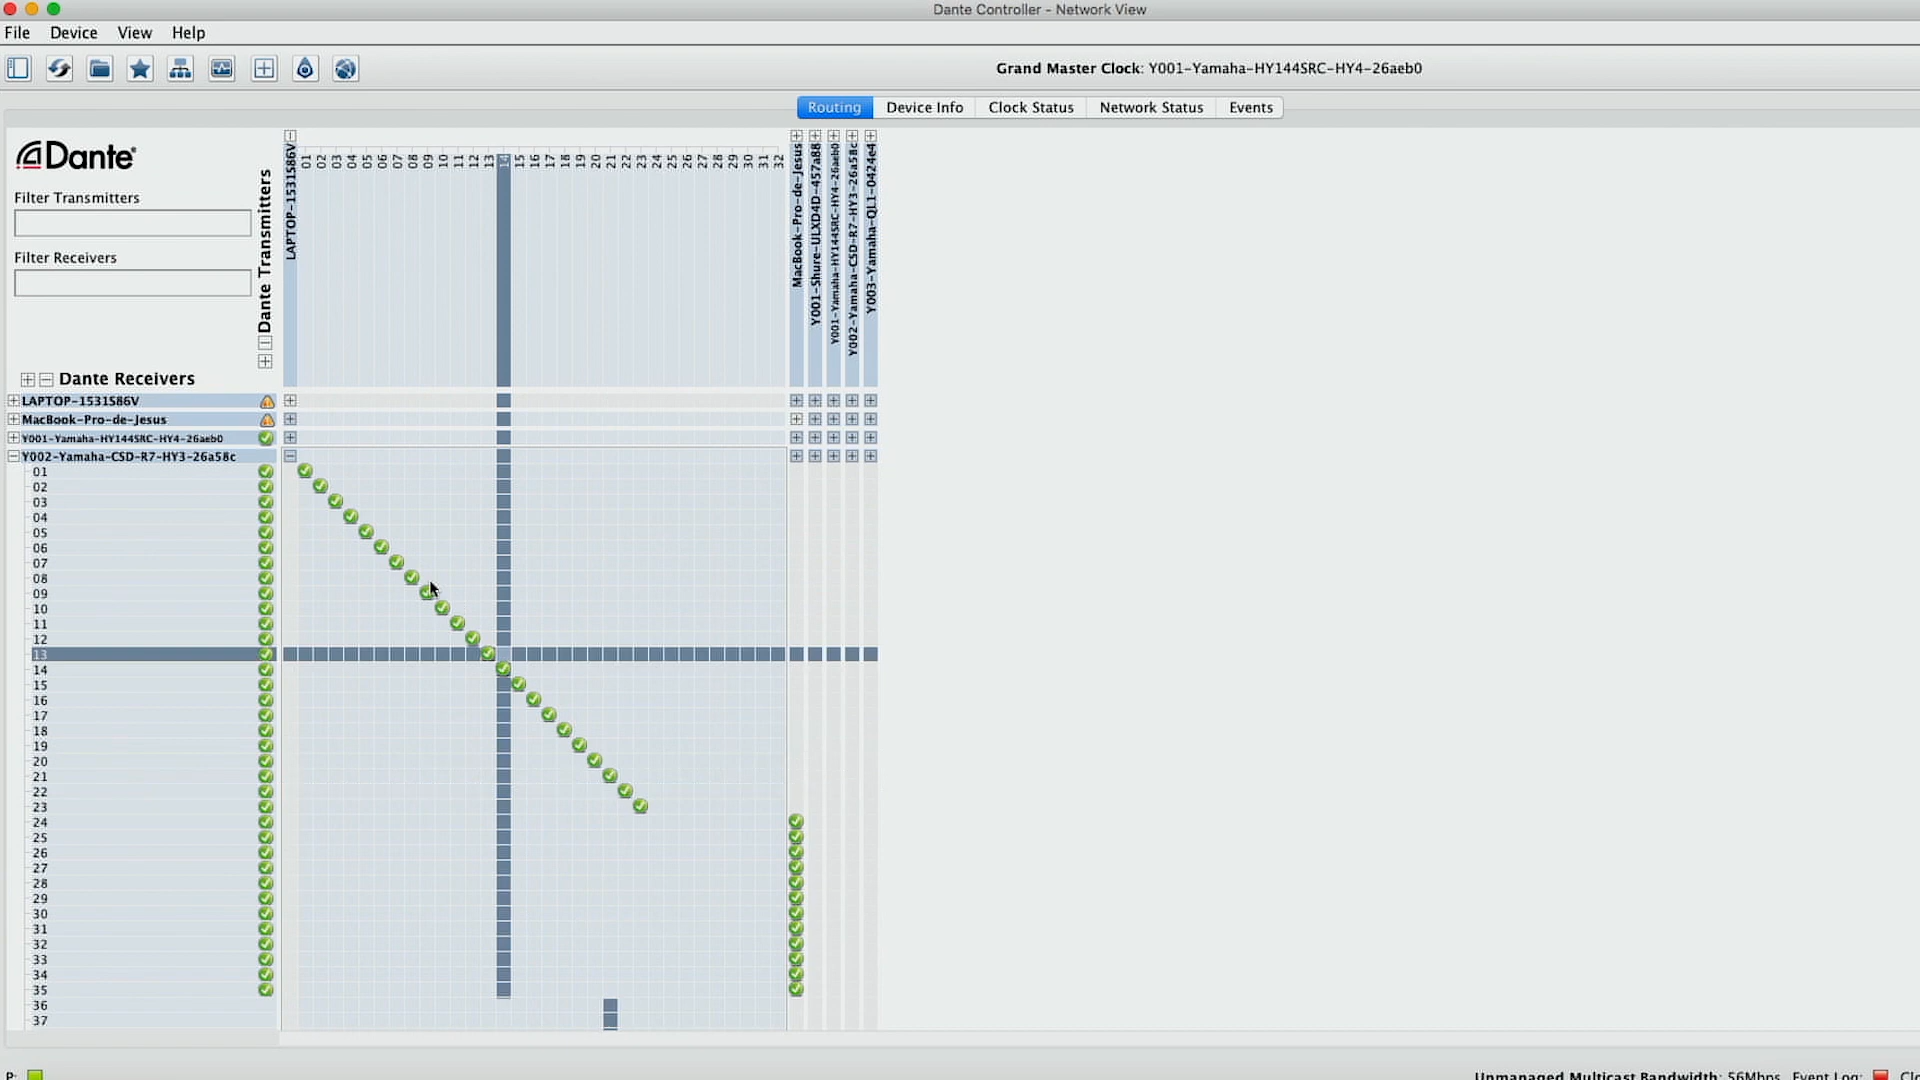 Dante Controller - Network View
File Device View Help
Grand Master Clock: Y001-Yamaha-HY144SRC-HY4-26aeb0
Routing Device Info Clock Status Network Status Events
Dante
Filter Transmitters
Filter Receivers
Dante Transmitters
LAPTOP-1531S86V
01 02 03 04 05 06 07 08 09 10 11 12 13 14 15 16 17 18 19 20 21 22 23 24 25 26 27 28 29 30 31 32
MacBook-Pro-de-Jesus
Y001-Shure-ULXD4D-457a88
Y001-Yamaha-HY144SRC-HY4-26aeb0
Y002-Yamaha-CSD-R7-HY3-26a58c
Y003-Yamaha-QL1-0424e4
Dante Receivers
LAPTOP-1531S86V
MacBook-Pro-de-Jesus
Y001-Yamaha-HY144SRC-HY4-26aeb0
Y002-Yamaha-CSD-R7-HY3-26a58c
01
02
03
04
05
06
07
08
09
10
11
12
13
14
15
16
17
18
19
20
21
22
23
24
25
26
27
28
29
30
31
32
33
34
35
36
37
P:
Unmanaged Multicast Bandwidth: 56Mbps Event Log: Clo